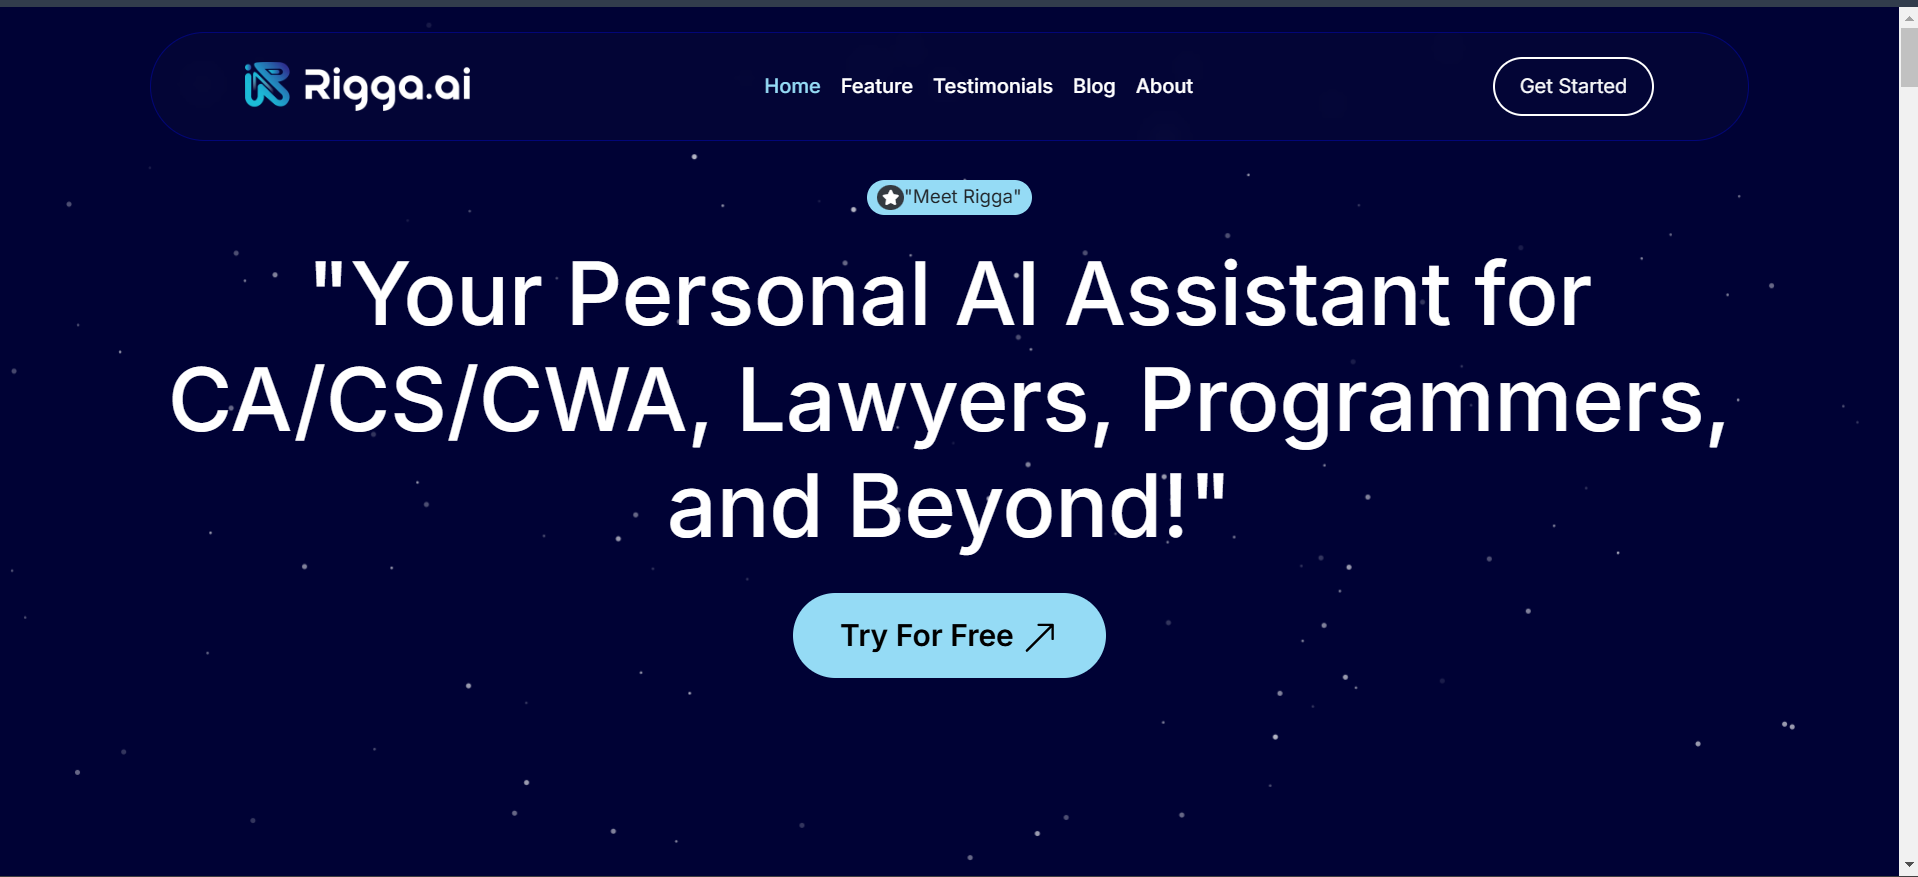 Rigga.ai
Home Feature Testimonials Blog About
Get Started
"Meet Rigga"
"Your Personal AI Assistant for
CA/CS/CWA, Lawyers, Programmers,
and Beyond!"
Try For Free